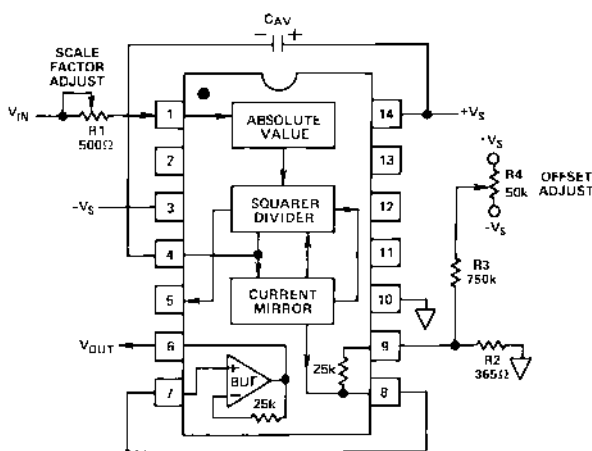 CAV
− +
SCALE
FACTOR
ADJUST
VIN
R1
500Ω
1
ABSOLUTE
VALUE
14
+VS
2
13
-VS
R4
50k
OFFSET
ADJUST
-VS
-VS
3
SQUARER
DIVIDER
12
4
11
R3
750k
5
CURRENT
MIRROR
10
VOUT
6
9
25k
R2
365Ω
7
+
BUF
−
25k
8